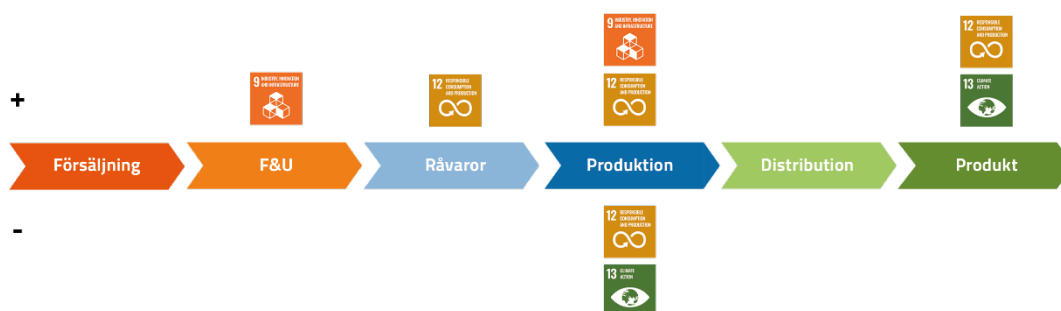 9 INDUSTRY, INNOVATION
AND INFRASTRUCTURE
12 RESPONSIBLE
CONSUMPTION
AND PRODUCTION
9 INDUSTRY, INNOVATION
AND INFRASTRUCTURE
12 RESPONSIBLE
CONSUMPTION
AND PRODUCTION
12 RESPONSIBLE
CONSUMPTION
AND PRODUCTION
13 CLIMATE
ACTION
+
Försäljning
F&U
Råvaror
Produktion
Distribution
Produkt
-
12 RESPONSIBLE
CONSUMPTION
AND PRODUCTION
13 CLIMATE
ACTION